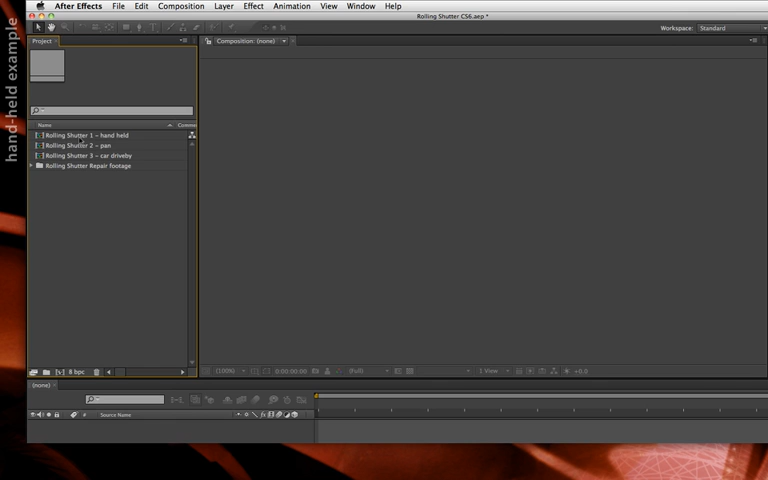 hand-held example
After Effects File Edit Composition Layer Effect Animation View Window Help
Rolling Shutter CS6.aep *
Workspace: Standard
Project
Composition: (none)
Name
Comme
Rolling Shutter 1 - hand held
Rolling Shutter 2 - pan
Rolling Shutter 3 - car driveby
Rolling Shutter Repair footage
8 bpc
(100%) 0:00:00:00 (Full) 1 View +0.0
(none)
# Source Name